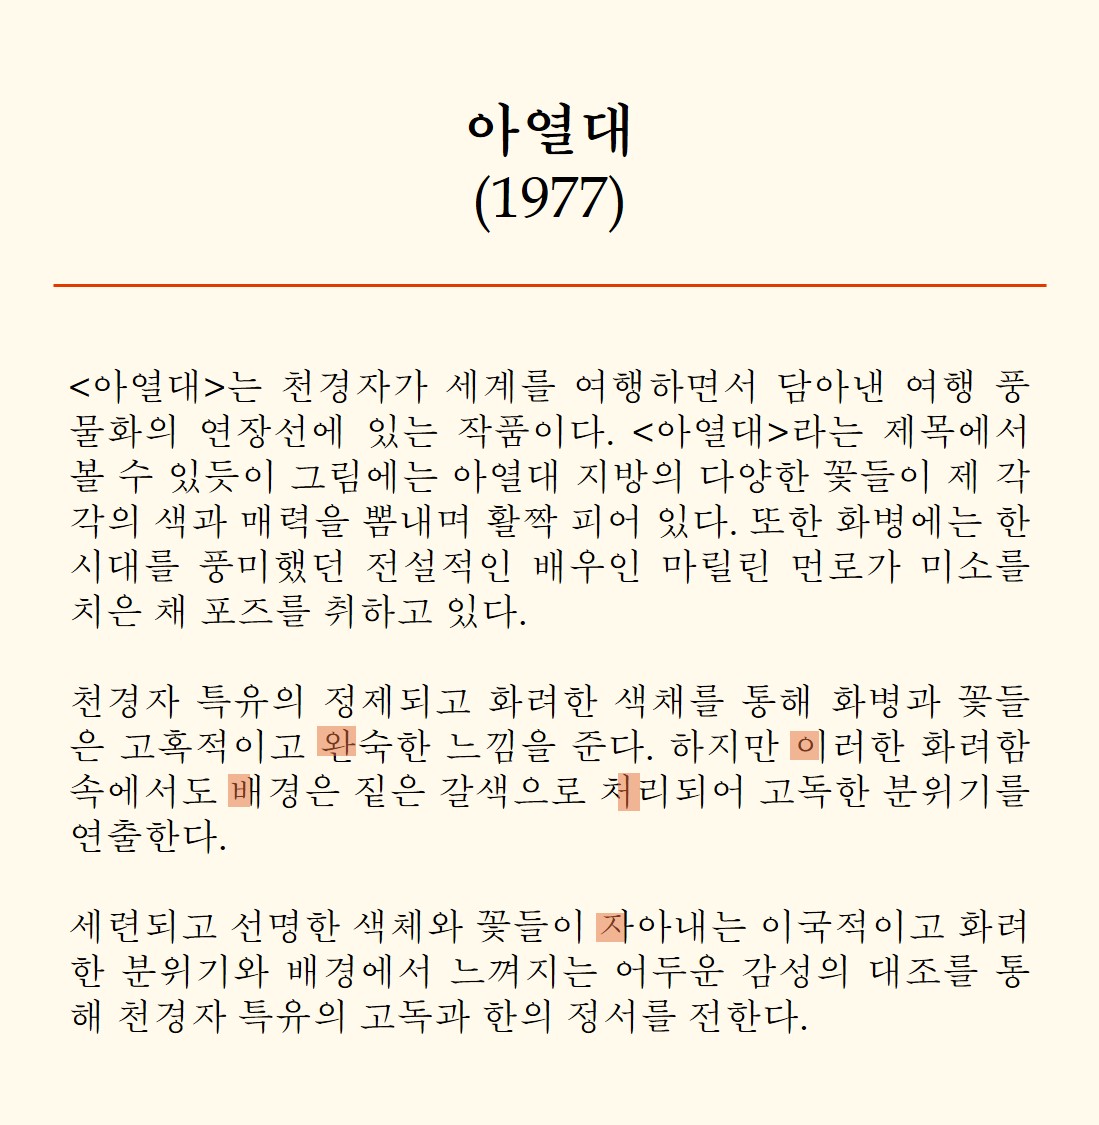 아열대
(1977)
<아열대>는 천경자가 세계를 여행하면서 담아낸 여행 풍
물화의 연장선에 있는 작품이다. <아열대>라는 제목에서
볼 수 있듯이 그림에는 아열대 지방의 다양한 꽃들이 제 각
각의 색과 매력을 뽐내며 활짝 피어 있다. 또한 화병에는 한
시대를 풍미했던 전설적인 배우인 마릴린 먼로가 미소를
치은 채 포즈를 취하고 있다.
천경자 특유의 정제되고 화려한 색채를 통해 화병과 꽃들
은 고혹적이고 완숙한 느낌을 준다. 하지만 이러한 화려함
속에서도 배경은 짙은 갈색으로 처리되어 고독한 분위기를
연출한다.
세련되고 선명한 색체와 꽃들이 자아내는 이국적이고 화려
한 분위기와 배경에서 느껴지는 어두운 감성의 대조를 통
해 천경자 특유의 고독과 한의 정서를 전한다.